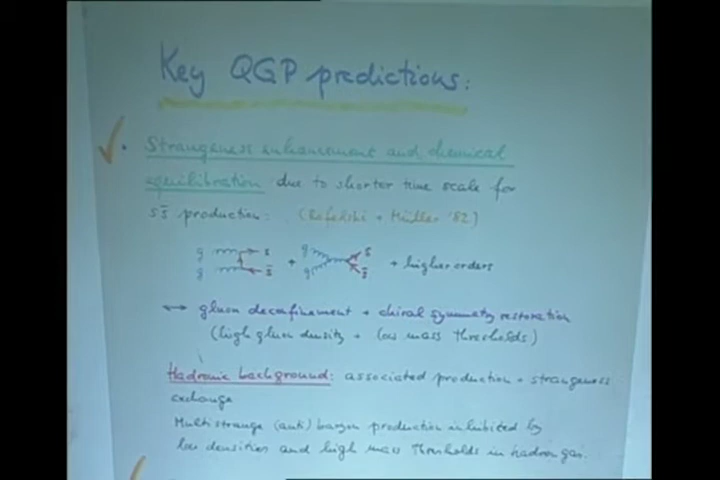 Key QGP predictions:
✓ • Strangeness enhancement and chemical
equilibration due to shorter time scale for
ss̄ production: (Rafelski + Müller '82)
g s + g s + higher orders
g s̄ g s̄
↔ gluon deconfinement + chiral symmetry restoration
(high gluon density + low mass thresholds)
Hadronic background: associated production + strangeness
exchange
Multistrange (anti) baryon production inhibited by
low densities and high mass thresholds in hadron gas.